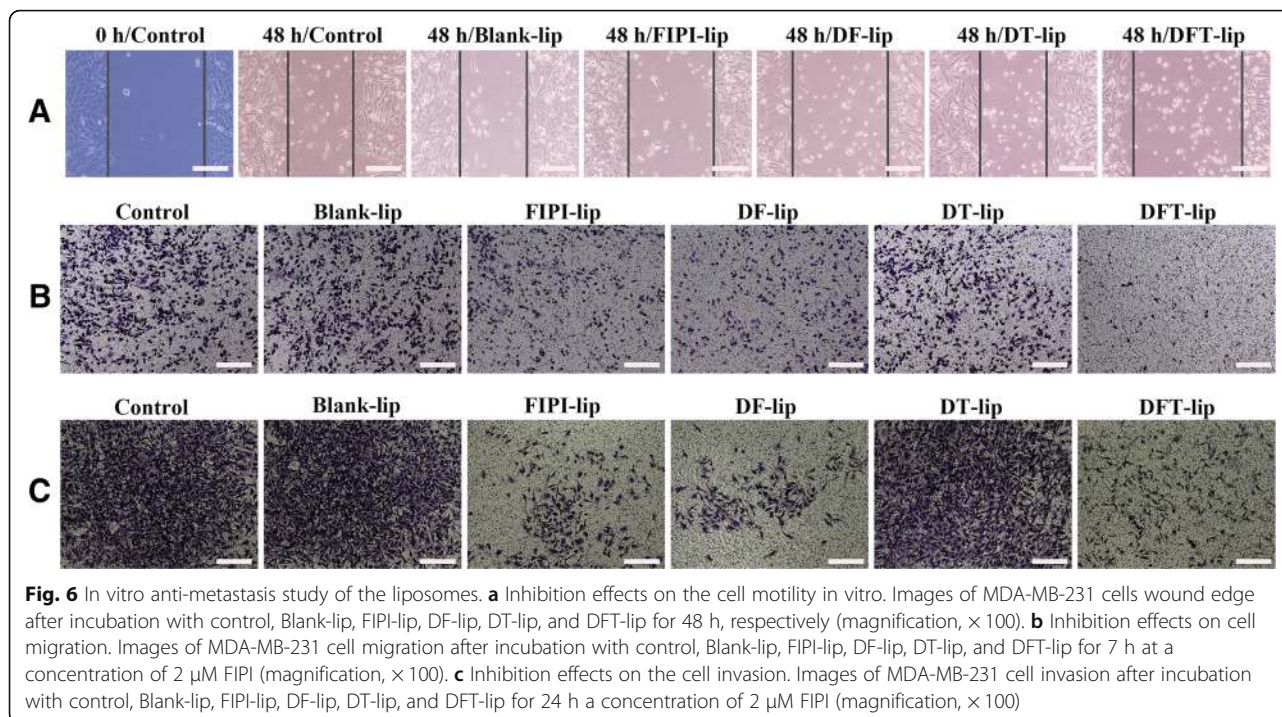 0 h/Control 48 h/Control 48 h/Blank-lip 48 h/FIPI-lip 48 h/DF-lip 48 h/DT-lip 48 h/DFT-lip
A
Control Blank-lip FIPI-lip DF-lip DT-lip DFT-lip
B
Control Blank-lip FIPI-lip DF-lip DT-lip DFT-lip
C
Fig. 6 In vitro anti-metastasis study of the liposomes. a Inhibition effects on the cell motility in vitro. Images of MDA-MB-231 cells wound edge
after incubation with control, Blank-lip, FIPI-lip, DF-lip, DT-lip, and DFT-lip for 48 h, respectively (magnification, × 100). b Inhibition effects on cell
migration. Images of MDA-MB-231 cell migration after incubation with control, Blank-lip, FIPI-lip, DF-lip, DT-lip, and DFT-lip for 7 h at a
concentration of 2 μM FIPI (magnification, × 100). c Inhibition effects on the cell invasion. Images of MDA-MB-231 cell invasion after incubation
with control, Blank-lip, FIPI-lip, DF-lip, DT-lip, and DFT-lip for 24 h a concentration of 2 μM FIPI (magnification, × 100)